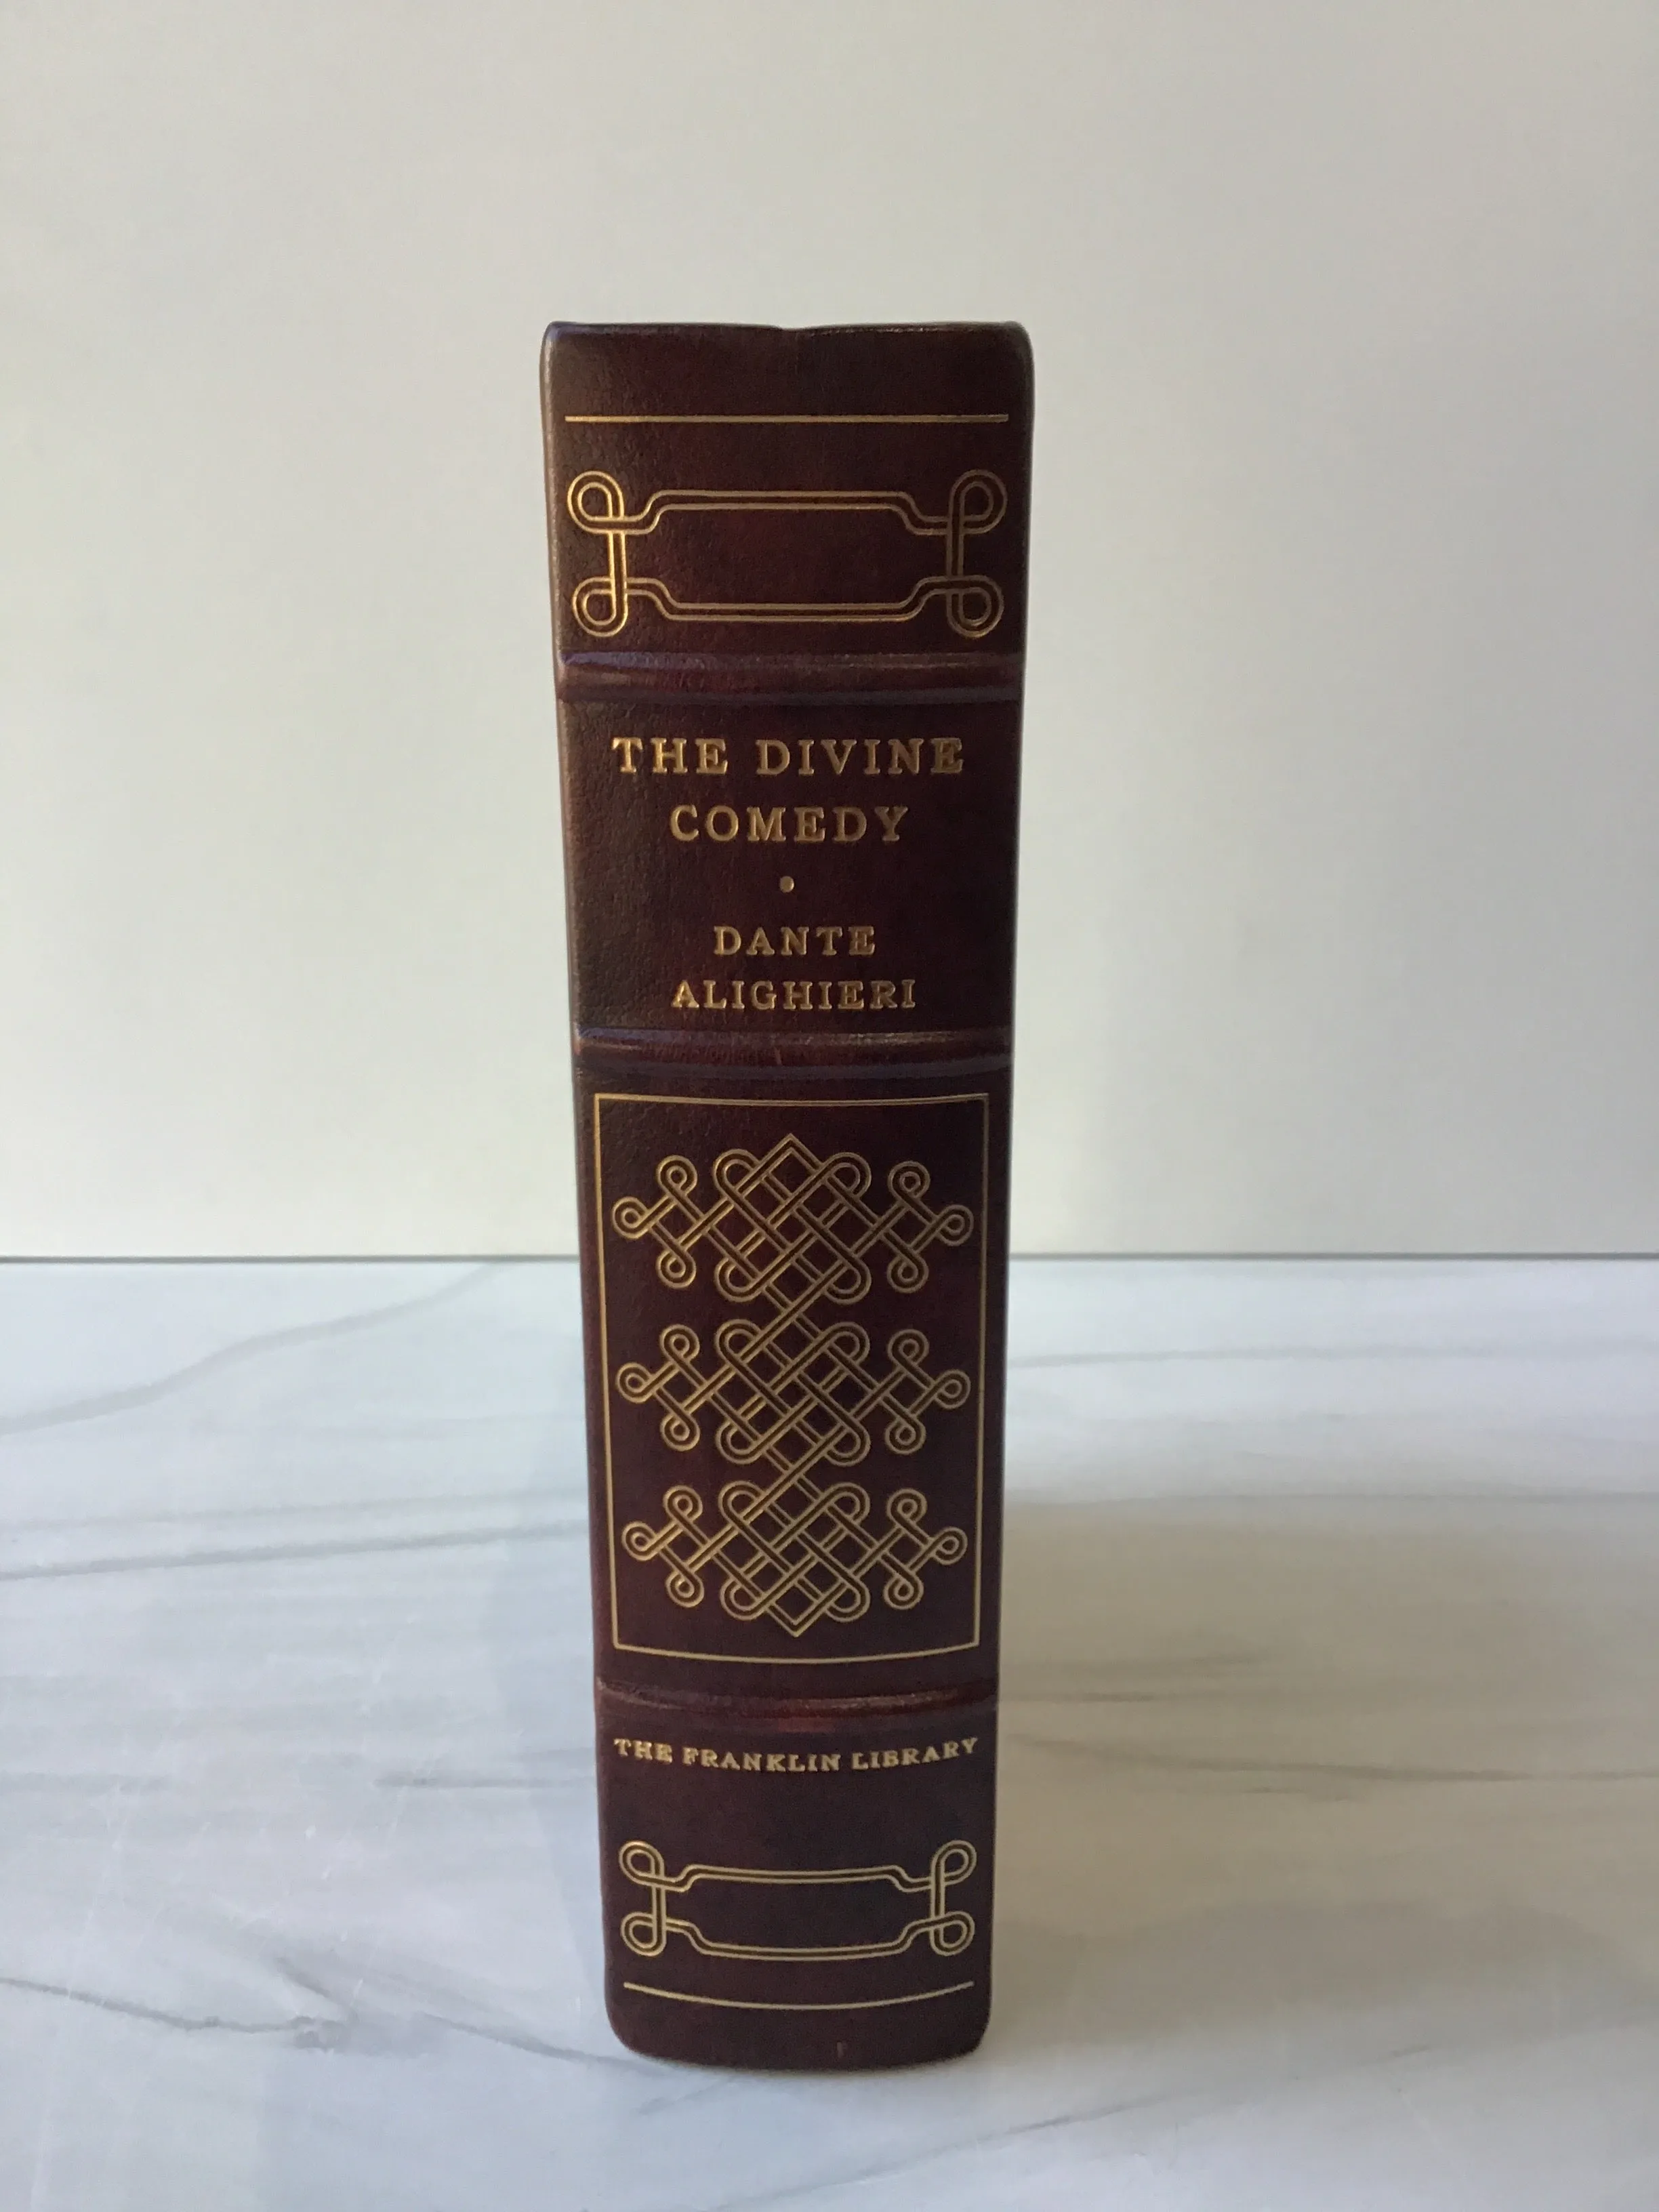 THE DIVINE
COMEDY
•
DANTE
ALIGHIERI
THE FRANKLIN LIBRARY